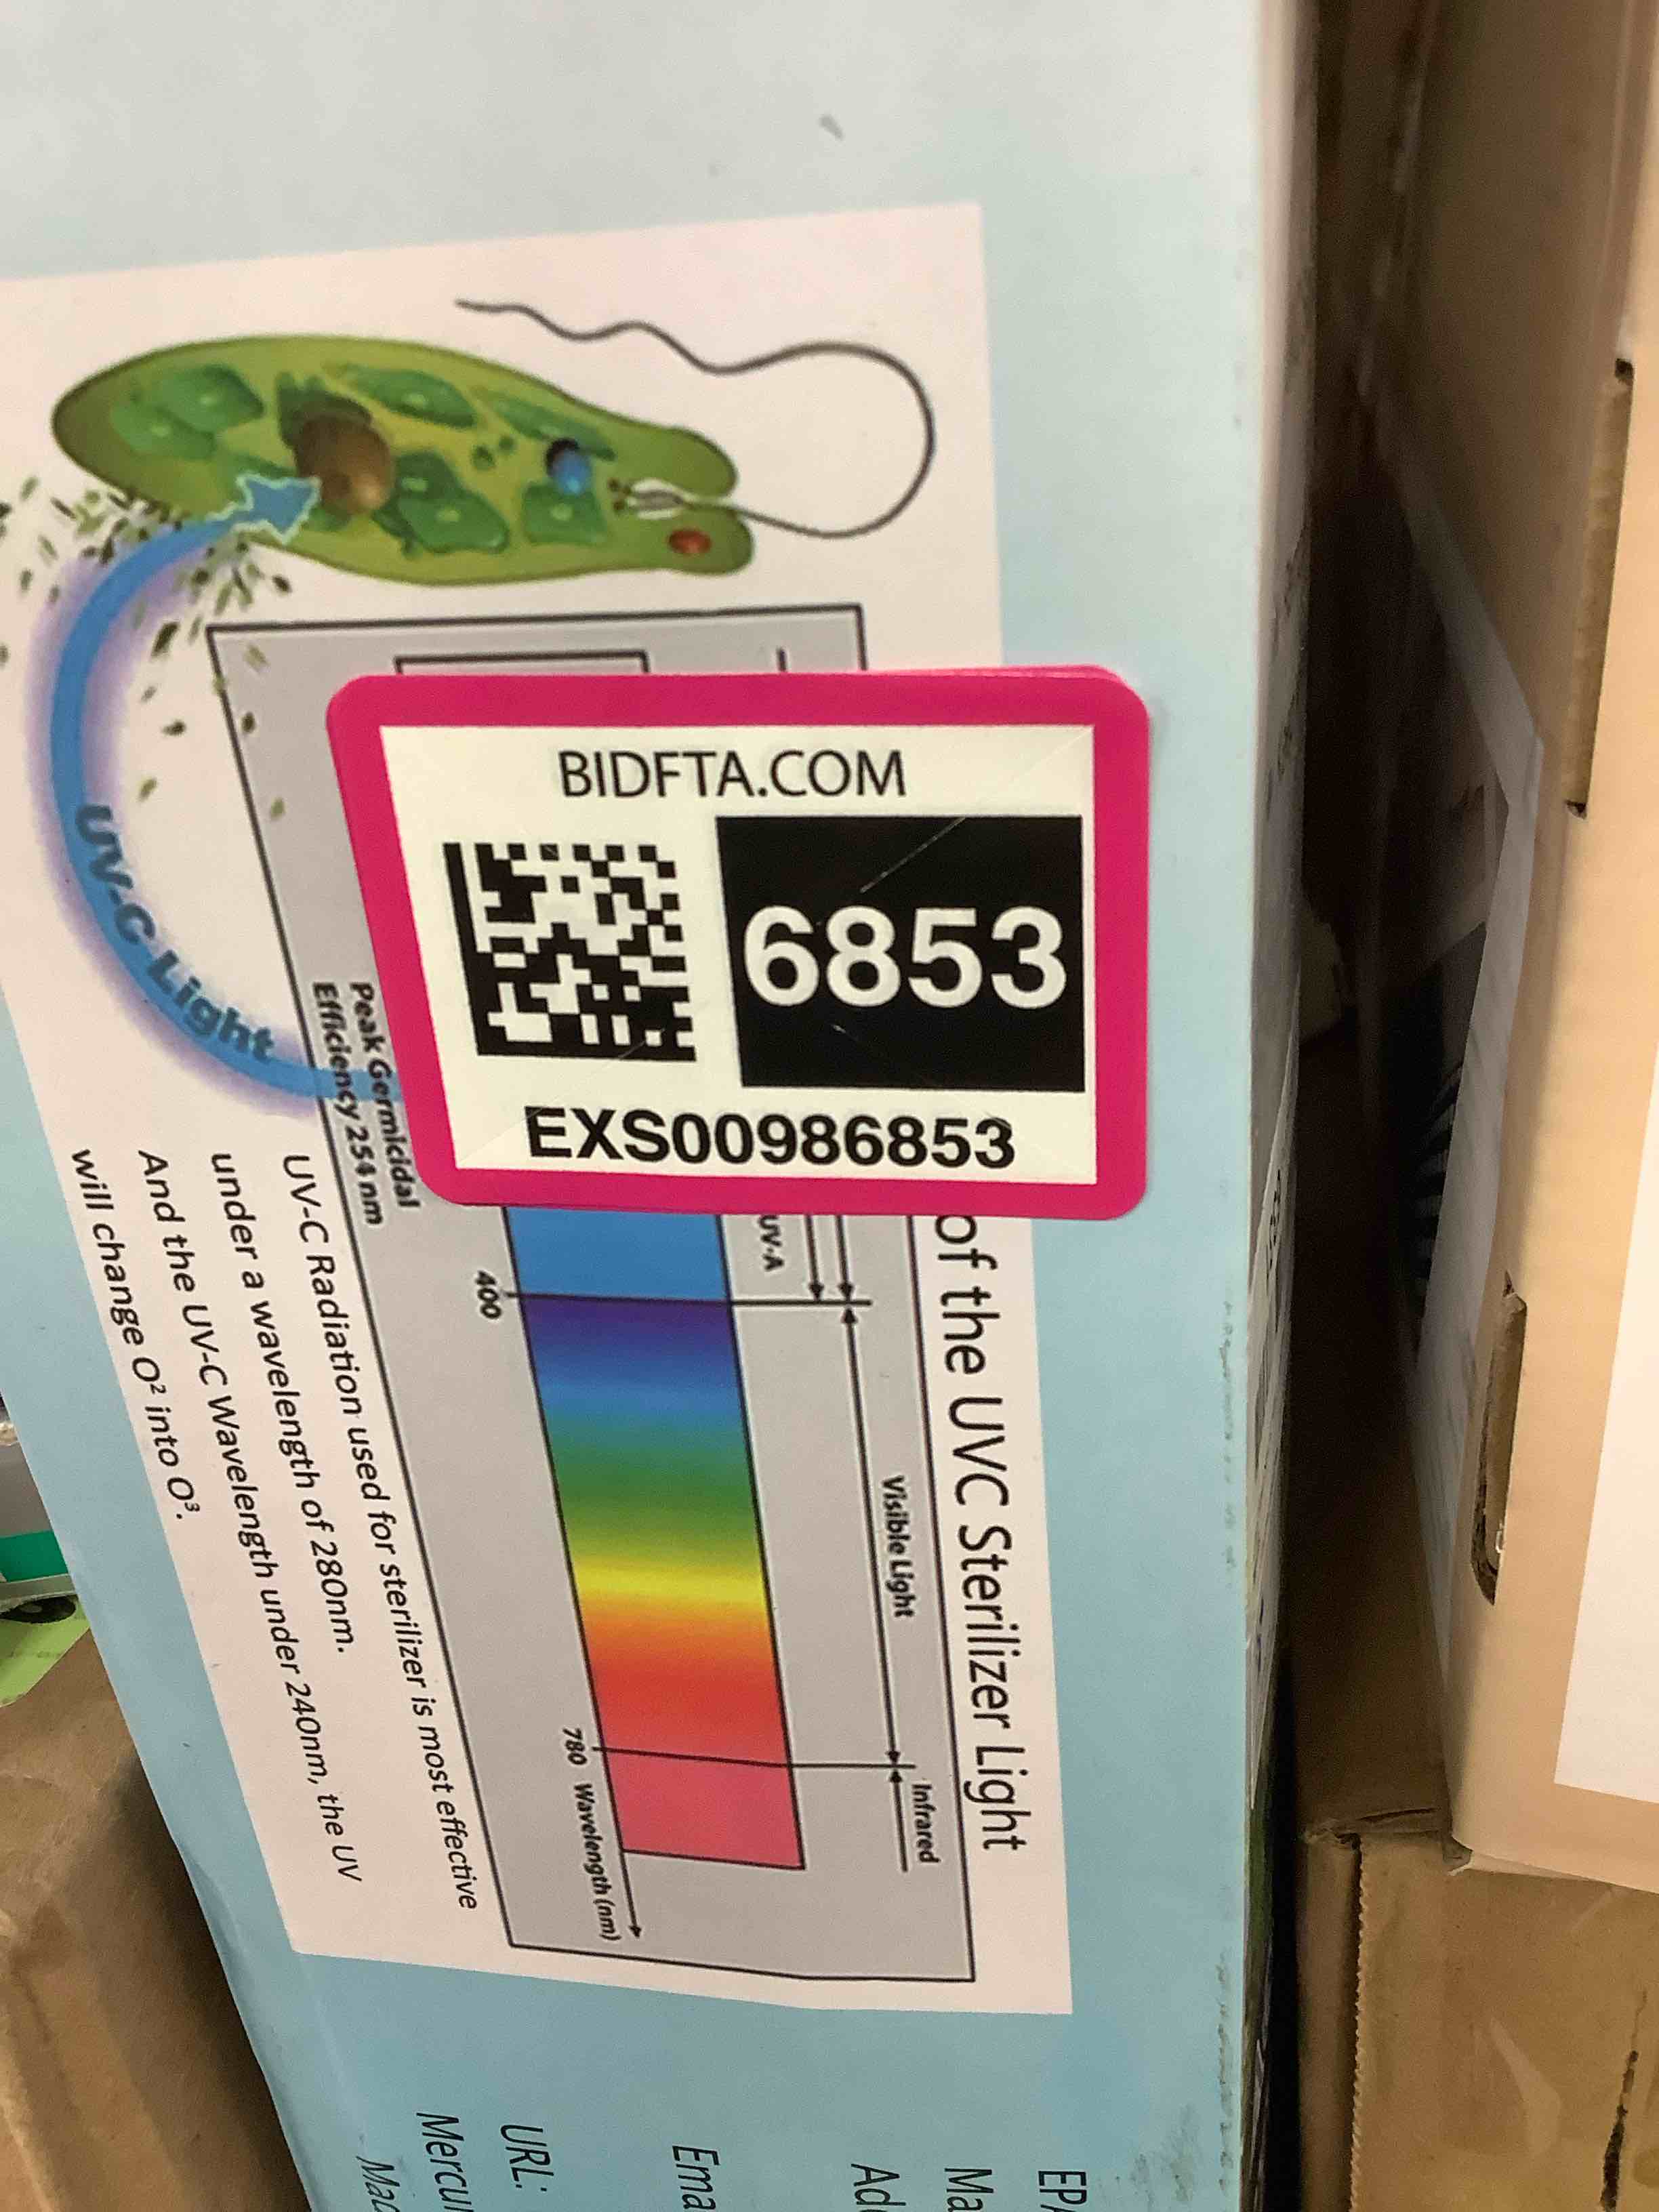 BIDFTA.COM
6853
EXS00986853
of the UVC Sterilizer Light
Visible Light
Infrared
UV-A
400
780
Wavelength (nm)
Peak Germicidal
Efficiency 254 nm
UV-C Light
UV-C Radiation used for sterilizer is most effective
under a wavelength of 280nm.
And the UV-C Wavelength under 240nm, the UV
will change O² into O³.
URL: